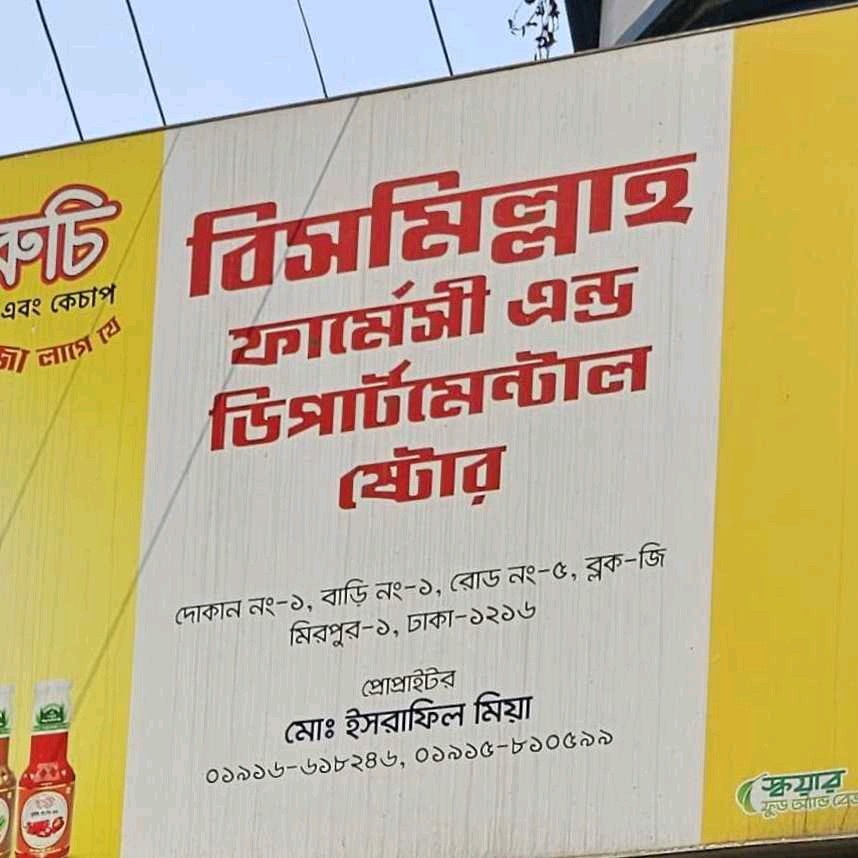 রুচি
এবং কেচাপ
লাগে যে
বিসমিল্লাহ
ফার্মেসী এন্ড
ডিপার্টমেন্টাল
ষ্টোর
দোকান নং-১, বাড়ি নং-১, রোড নং-৫, ব্লক-জি
মিরপুর-১, ঢাকা-১২১৬
প্রোপ্রাইটর
মোঃ ইসরাফিল মিয়া
০১৯১৬-৬১৮২৪৬, ০১৯১৫-৮১০৫৯৯
স্কয়ার
ফুড অ্যান্ড